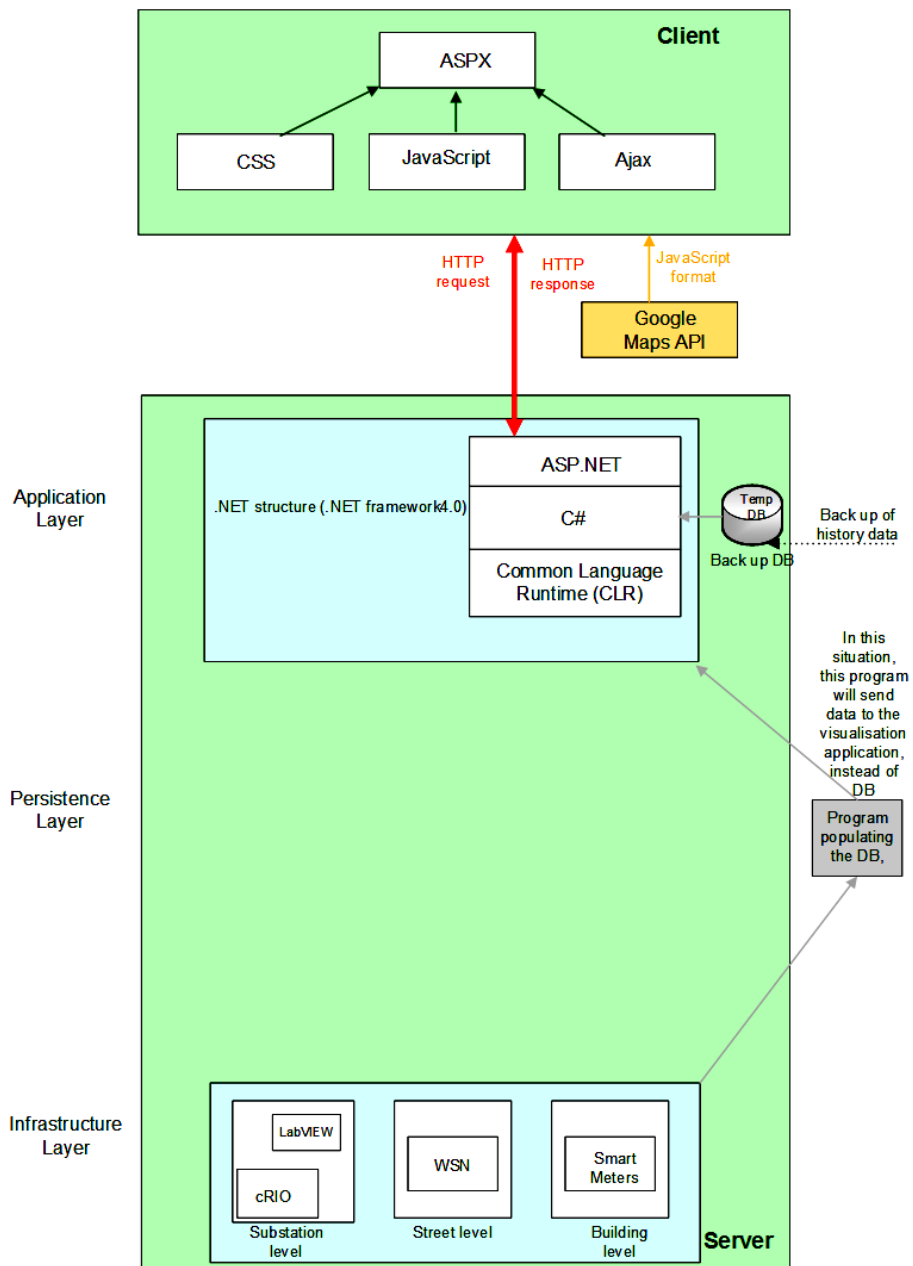 Client
ASPX
CSS
JavaScript
Ajax
HTTP
request
HTTP
response
JavaScript
format
Google
Maps API
Application
Layer
.NET structure (.NET framework4.0)
ASP.NET
C#
Common Language
Runtime (CLR)
Temp
DB
Back up DB
Back up of
history data
In this
situation,
this program
will send
data to the
visualisation
application,
instead of
DB
Persistence
Layer
Program
populating
the DB,
Infrastructure
Layer
LabVIEW
cRIO
Substation
level
WSN
Street level
Smart
Meters
Building
level
Server